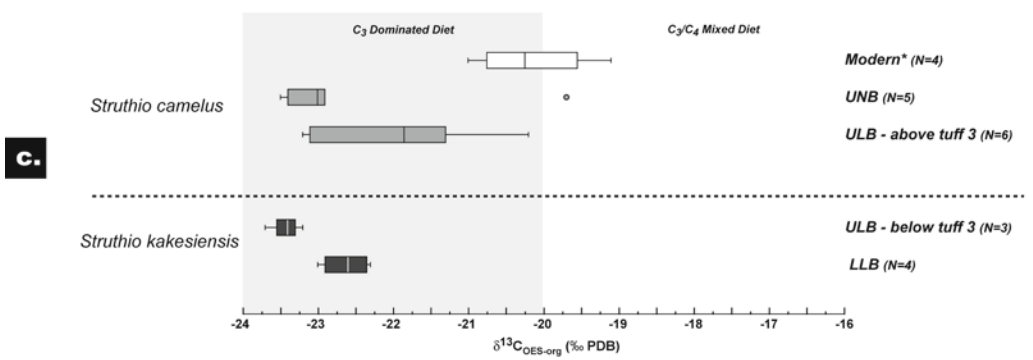 C₃ Dominated Diet
C₃/C₄ Mixed Diet
Modern* (N=4)
Struthio camelus
UNB (N=5)
ULB - above tuff 3 (N=6)
c.
Struthio kakesiensis
ULB - below tuff 3 (N=3)
LLB (N=4)
-24 -23 -22 -21 -20 -19 -18 -17 -16
δ¹³C OES-org (‰ PDB)